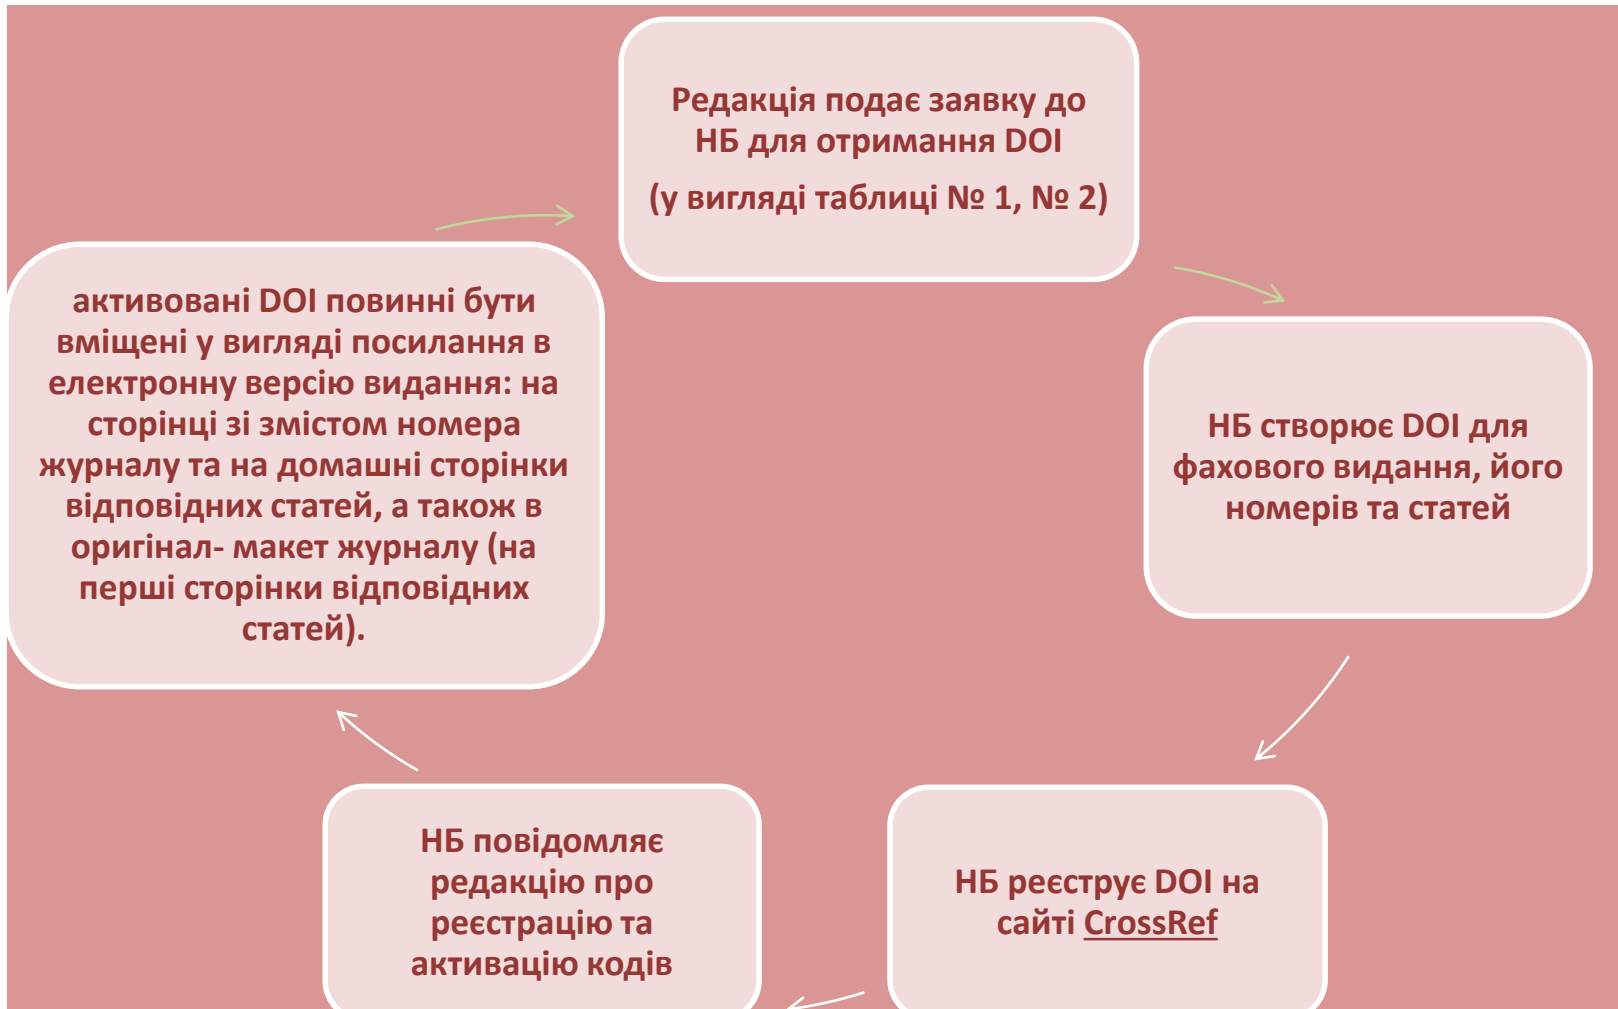 Редакція подає заявку до
НБ для отримання DOI
(у вигляді таблиці № 1, № 2)
НБ створює DOI для
фахового видання, його
номерів та статей
НБ реєструє DOI на
сайті CrossRef
НБ повідомляє
редакцію про
реєстрацію та
активацію кодів
активовані DOI повинні бути
вміщені у вигляді посилання в
електронну версію видання: на
сторінці зі змістом номера
журналу та на домашні сторінки
відповідних статей, а також в
оригінал- макет журналу (на
перші сторінки відповідних
статей).